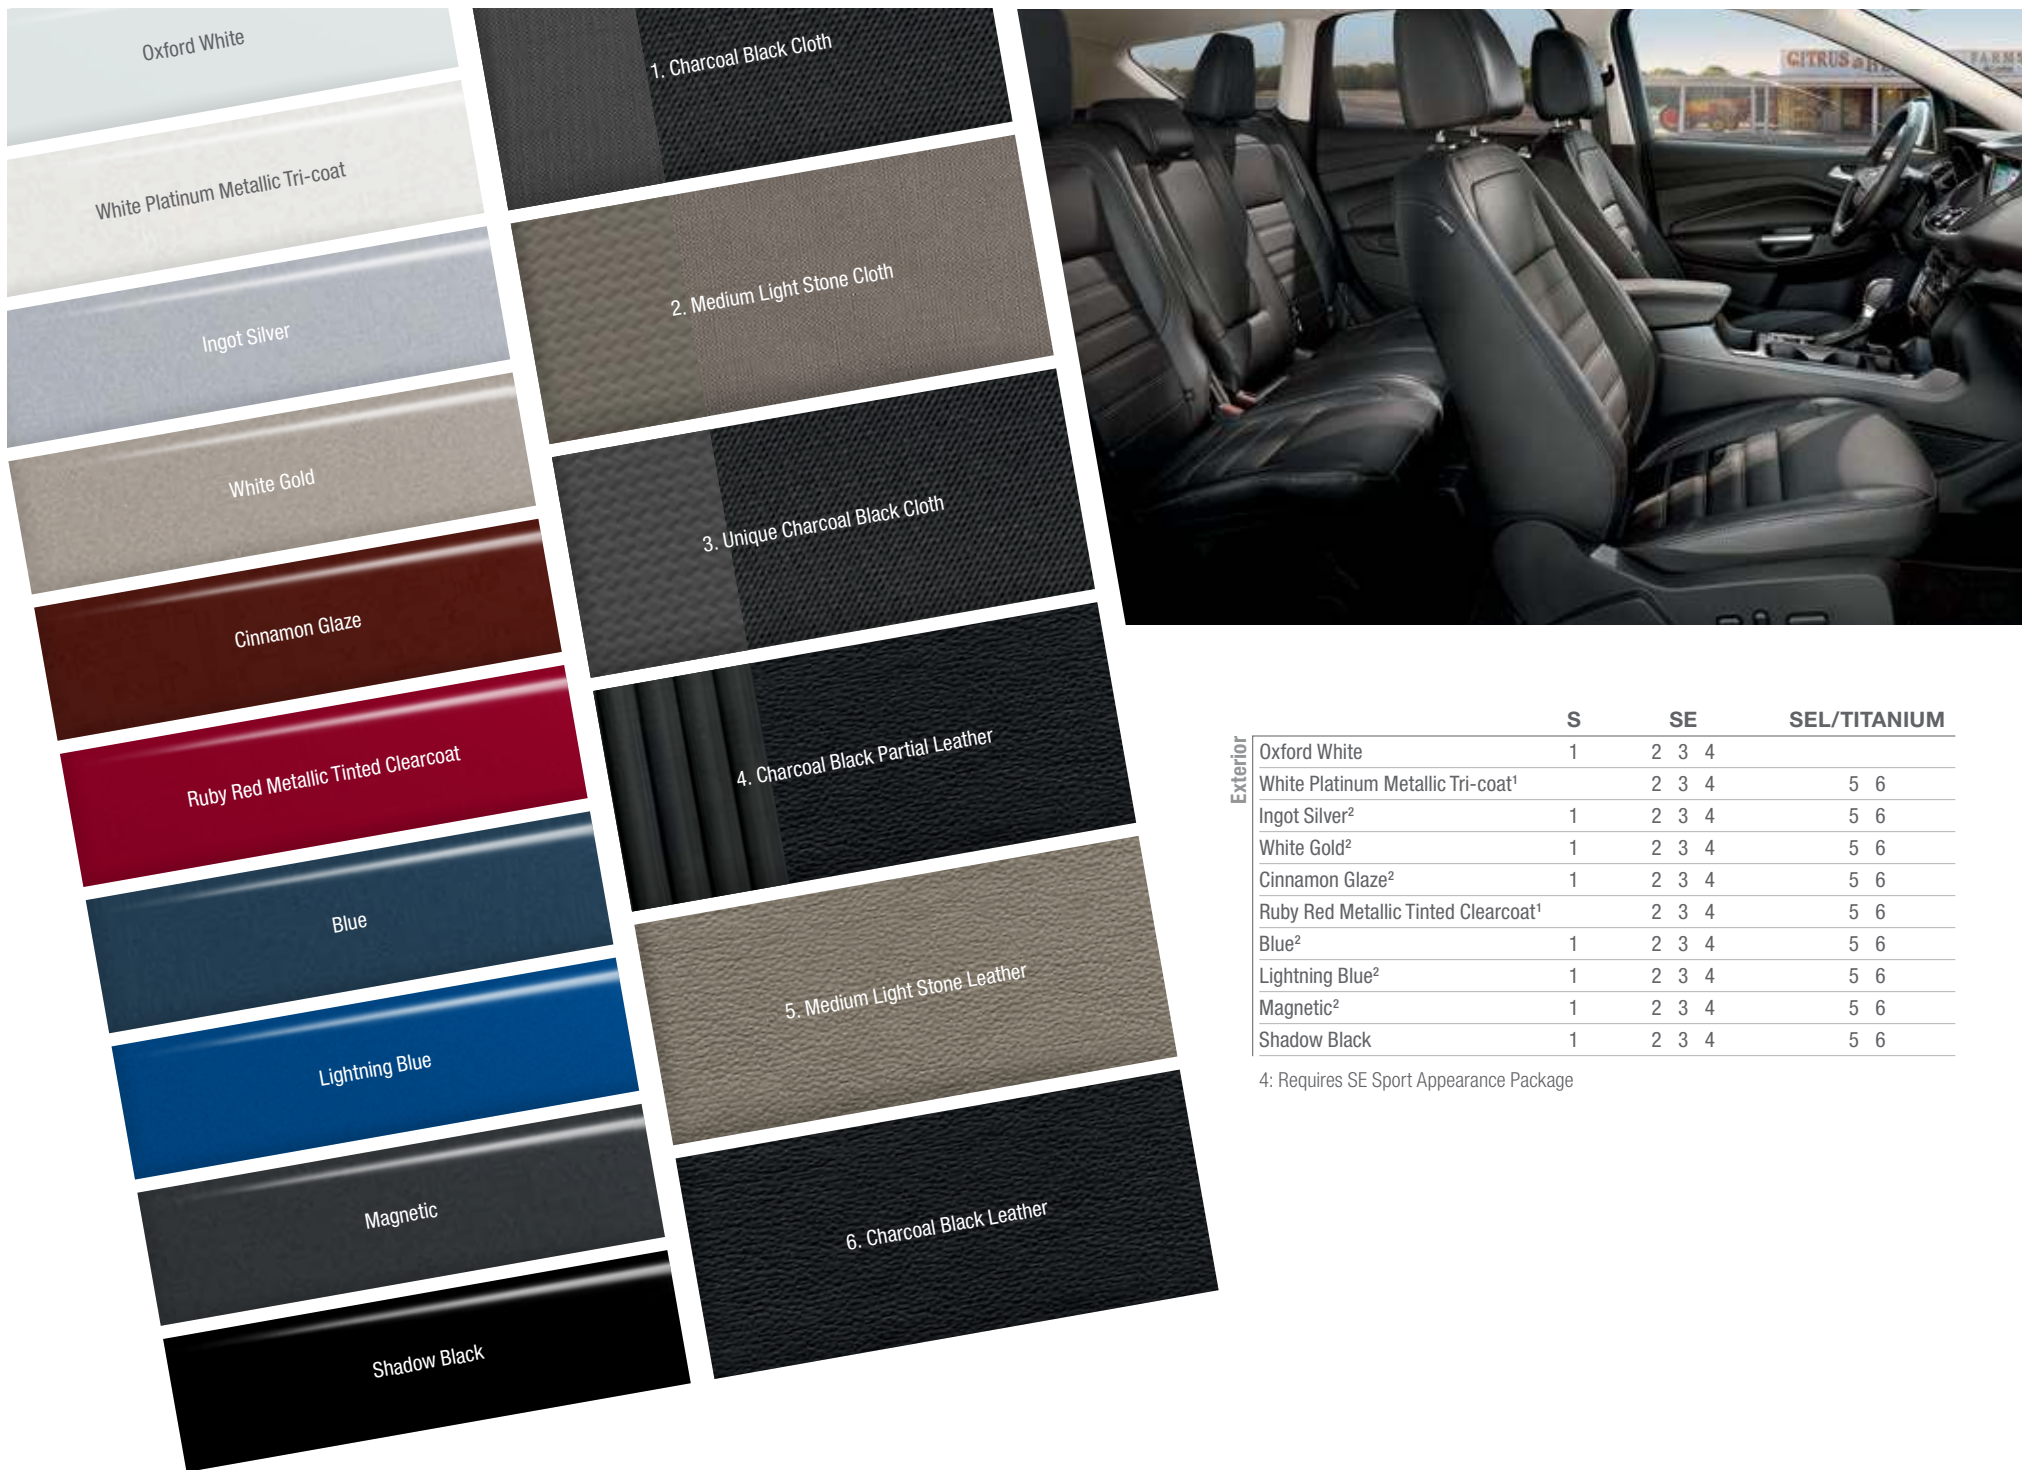 Oxford White
White Platinum Metallic Tri-coat
Ingot Silver
White Gold
Cinnamon Glaze
Ruby Red Metallic Tinted Clearcoat
Blue
Lightning Blue
Magnetic
Shadow Black
1. Charcoal Black Cloth
2. Medium Light Stone Cloth
3. Unique Charcoal Black Cloth
4. Charcoal Black Partial Leather
5. Medium Light Stone Leather
6. Charcoal Black Leather
CITRUS
FARMS
S SE SEL/TITANIUM
Exterior
Oxford White 1 2 3 4
White Platinum Metallic Tri-coat¹ 2 3 4 5 6
Ingot Silver² 1 2 3 4 5 6
White Gold² 1 2 3 4 5 6
Cinnamon Glaze² 1 2 3 4 5 6
Ruby Red Metallic Tinted Clearcoat¹ 2 3 4 5 6
Blue² 1 2 3 4 5 6
Lightning Blue² 1 2 3 4 5 6
Magnetic² 1 2 3 4 5 6
Shadow Black 1 2 3 4 5 6
4: Requires SE Sport Appearance Package